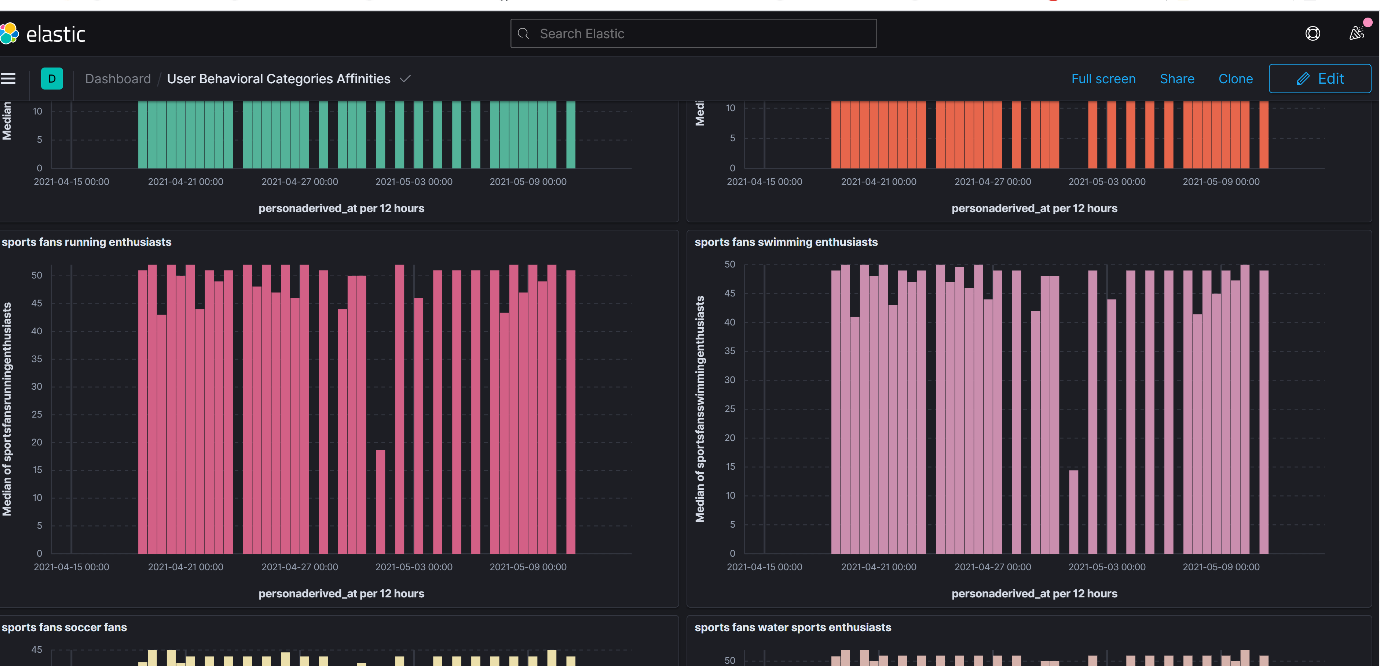 elastic
Search Elastic
D
Dashboard / User Behavioral Categories Affinities
Full screen
Share
Clone
Edit
Median
10
5
0
2021-04-15 00:00 2021-04-21 00:00 2021-04-27 00:00 2021-05-03 00:00 2021-05-09 00:00
personaderived_at per 12 hours
Medi
10
5
0
2021-04-15 00:00 2021-04-21 00:00 2021-04-27 00:00 2021-05-03 00:00 2021-05-09 00:00
personaderived_at per 12 hours
sports fans running enthusiasts
Median of sportsfansrunningenthusiasts
50
45
40
35
30
25
20
15
10
5
0
2021-04-15 00:00 2021-04-21 00:00 2021-04-27 00:00 2021-05-03 00:00 2021-05-09 00:00
personaderived_at per 12 hours
sports fans swimming enthusiasts
Median of sportsfansswimmingenthusiasts
50
45
40
35
30
25
20
15
10
5
0
2021-04-15 00:00 2021-04-21 00:00 2021-04-27 00:00 2021-05-03 00:00 2021-05-09 00:00
personaderived_at per 12 hours
sports fans soccer fans
45
sports fans water sports enthusiasts
50